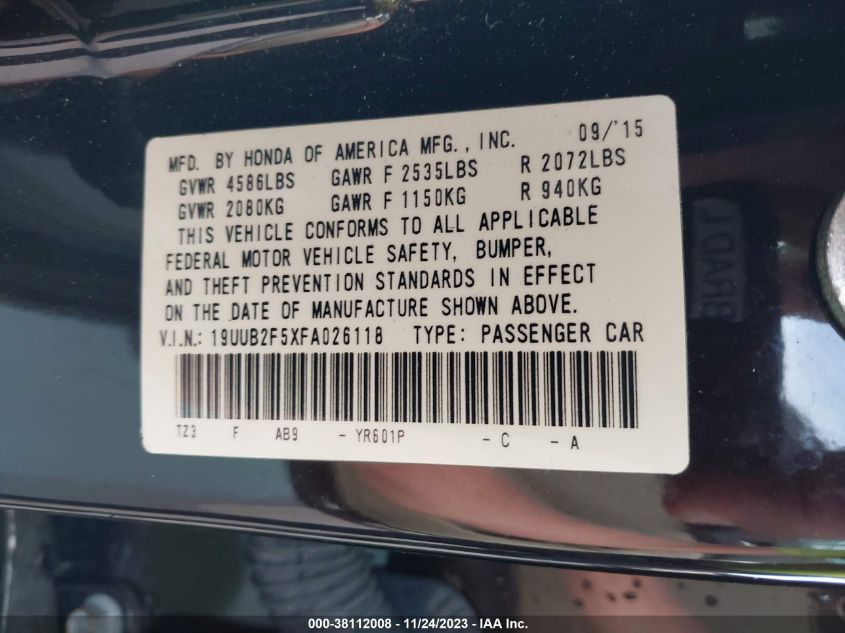 MFD. BY HONDA OF AMERICA MFG., INC. 09/'15
GVWR 4586LBS GAWR F 2535LBS R 2072LBS
GVWR 2080KG GAWR F 1150KG R 940KG
THIS VEHICLE CONFORMS TO ALL APPLICABLE
FEDERAL MOTOR VEHICLE SAFETY, BUMPER,
AND THEFT PREVENTION STANDARDS IN EFFECT
ON THE DATE OF MANUFACTURE SHOWN ABOVE.
V.I.N.: 19UUB2F5XFA026118 TYPE: PASSENGER CAR
TZ3 F AB9 - YR601P - C - A
000-38112008 - 11/24/2023 - IAA Inc.